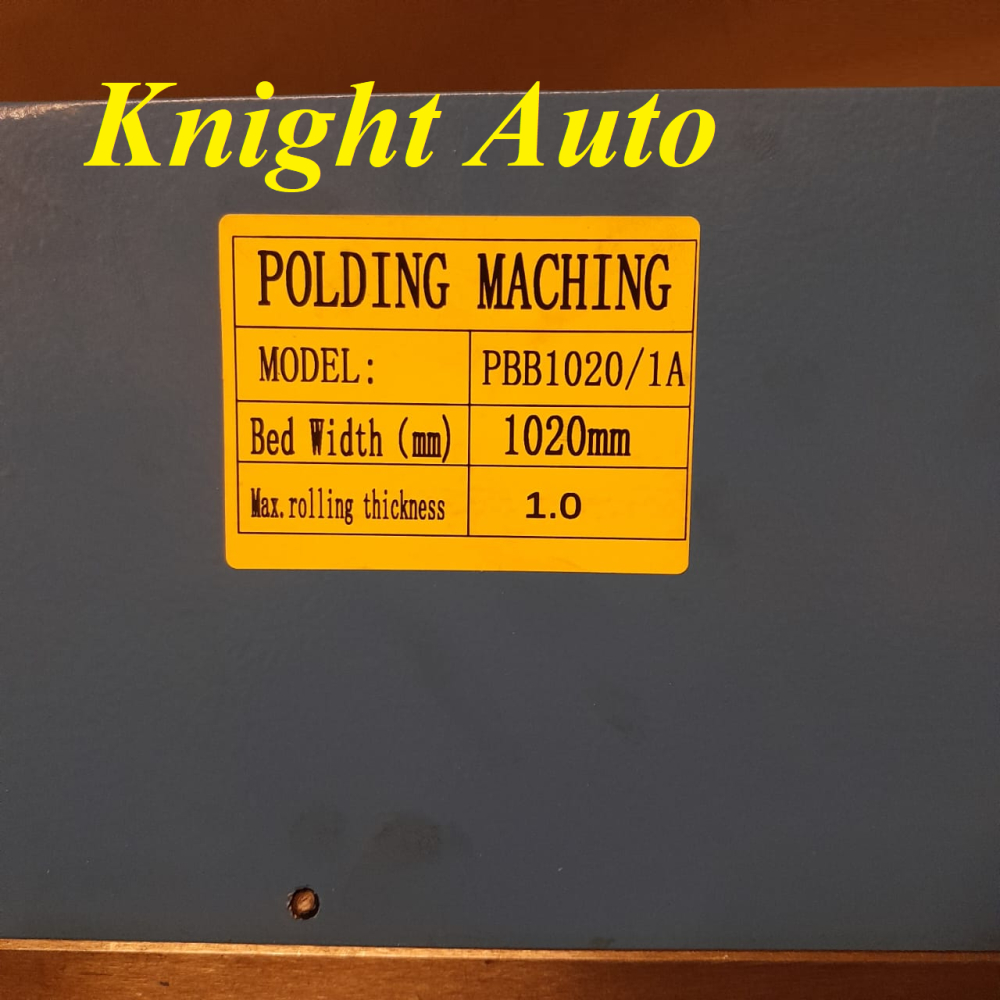 Knight Auto
POLDING MACHING
MODEL: PBB1020/1A
Bed Width (mm) 1020mm
Max. rolling thickness 1.0